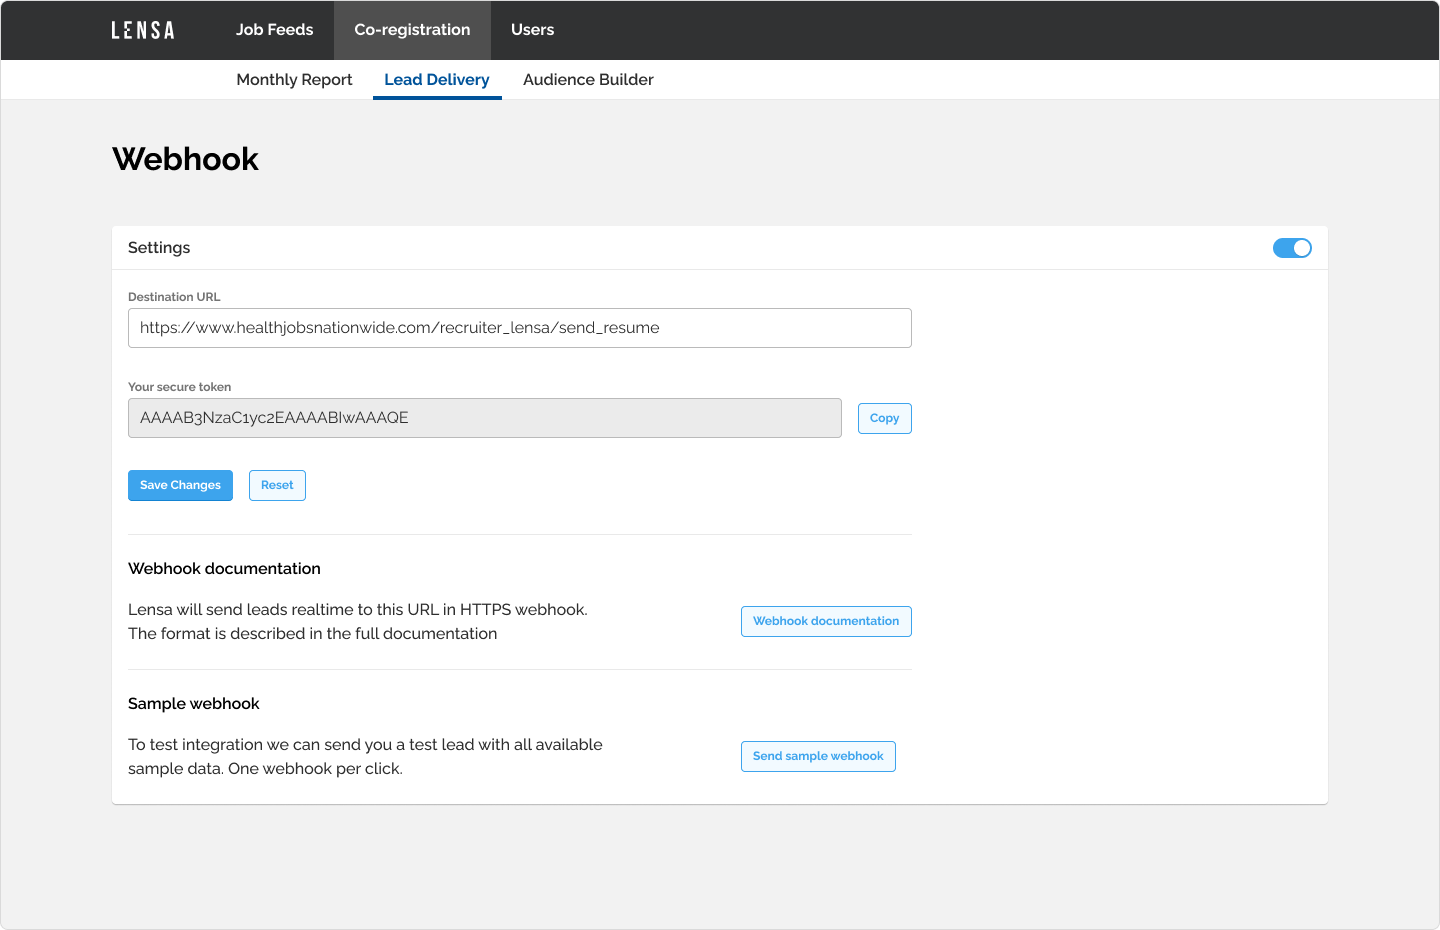 LENSA
Job Feeds
Co-registration
Users
Monthly Report
Lead Delivery
Audience Builder
Webhook
Settings
Destination URL
https://www.healthjobsnationwide.com/recruiter_lensa/send_resume
Your secure token
AAAAB3NzaC1yc2EAAAABIwAAAQE
Copy
Save Changes
Reset
Webhook documentation
Lensa will send leads realtime to this URL in HTTPS webhook.
The format is described in the full documentation
Webhook documentation
Sample webhook
To test integration we can send you a test lead with all available
sample data. One webhook per click.
Send sample webhook